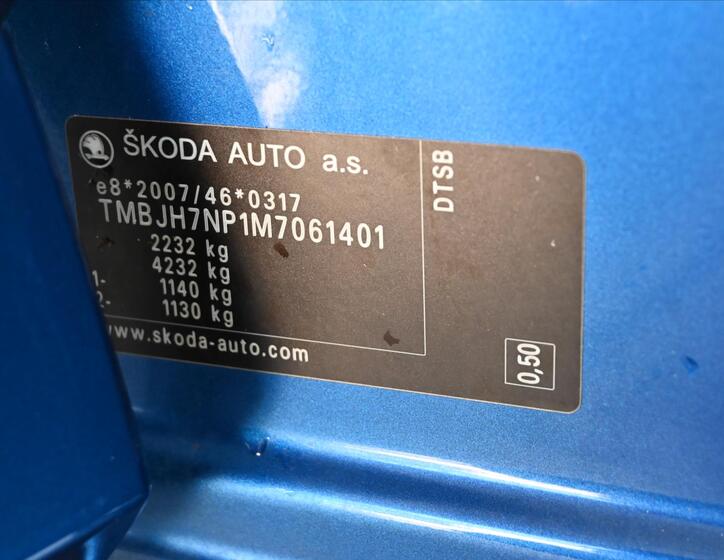 ŠKODA AUTO a.s.
e8*2007/46*0317
TMBJH7NP1M7061401
2232 kg
4232 kg
1- 1140 kg
2- 1130 kg
www.skoda-auto.com
DTSB
0,50